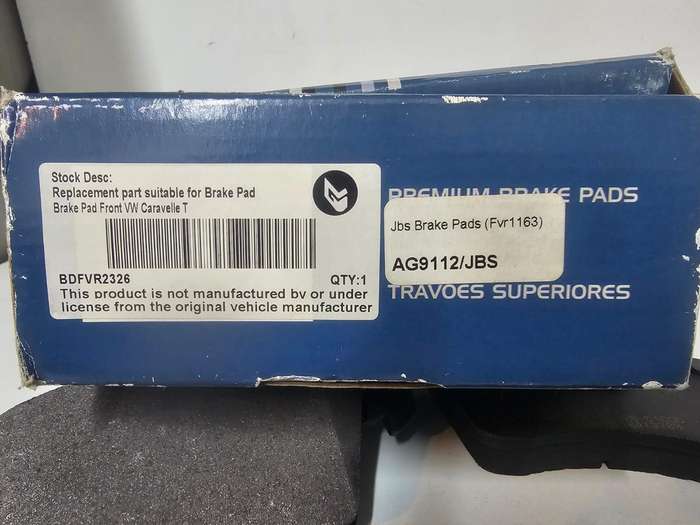 Stock Desc:
Replacement part suitable for Brake Pad
Brake Pad Front VW Caravelle T
BDFVR2326
QTY:1
This product is not manufactured by or under
license from the original vehicle manufacturer
PREMIUM BRAKE PADS
Jbs Brake Pads (Fvr1163)
AG9112/JBS
TRAVOES SUPERIORES